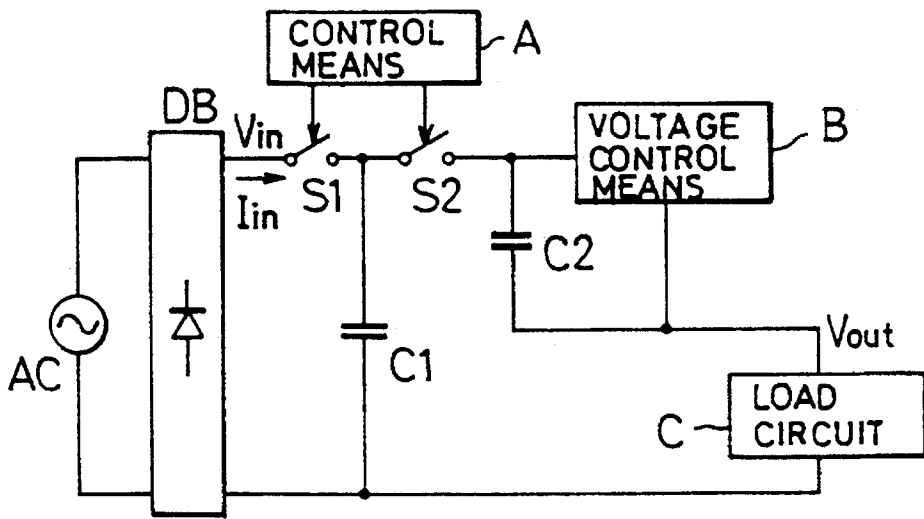 CONTROL
MEANS
A
DB
Vin
Iin
S1
S2
VOLTAGE
CONTROL
MEANS
B
C2
AC
C1
Vout
C
LOAD
CIRCUIT